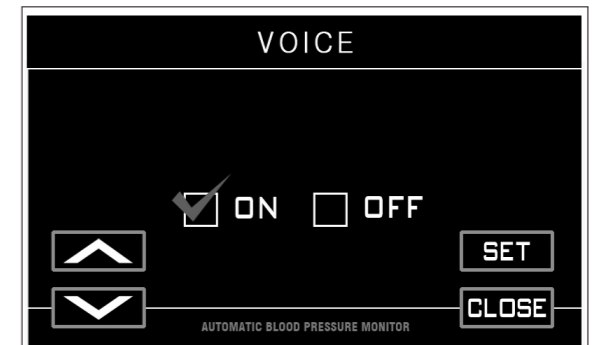 VOICE
ON OFF
SET
CLOSE
AUTOMATIC BLOOD PRESSURE MONITOR